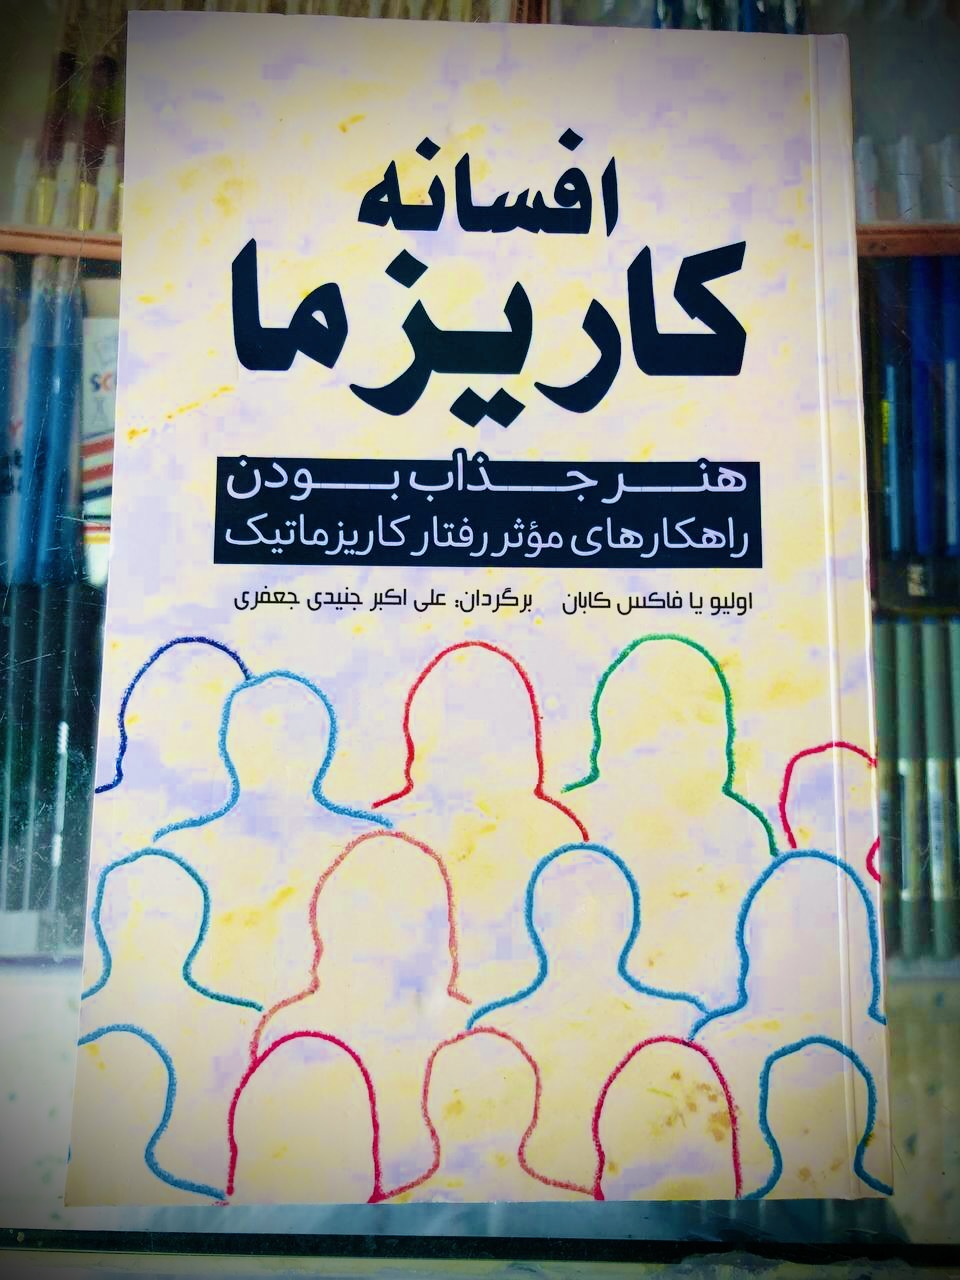 افسانه
کاریزما
هنر جذاب بودن
راهکارهای مؤثر رفتار کاریزماتیک
اولیو یا فاکس کابان برگردان: علی اکبر جنیدی جعفری